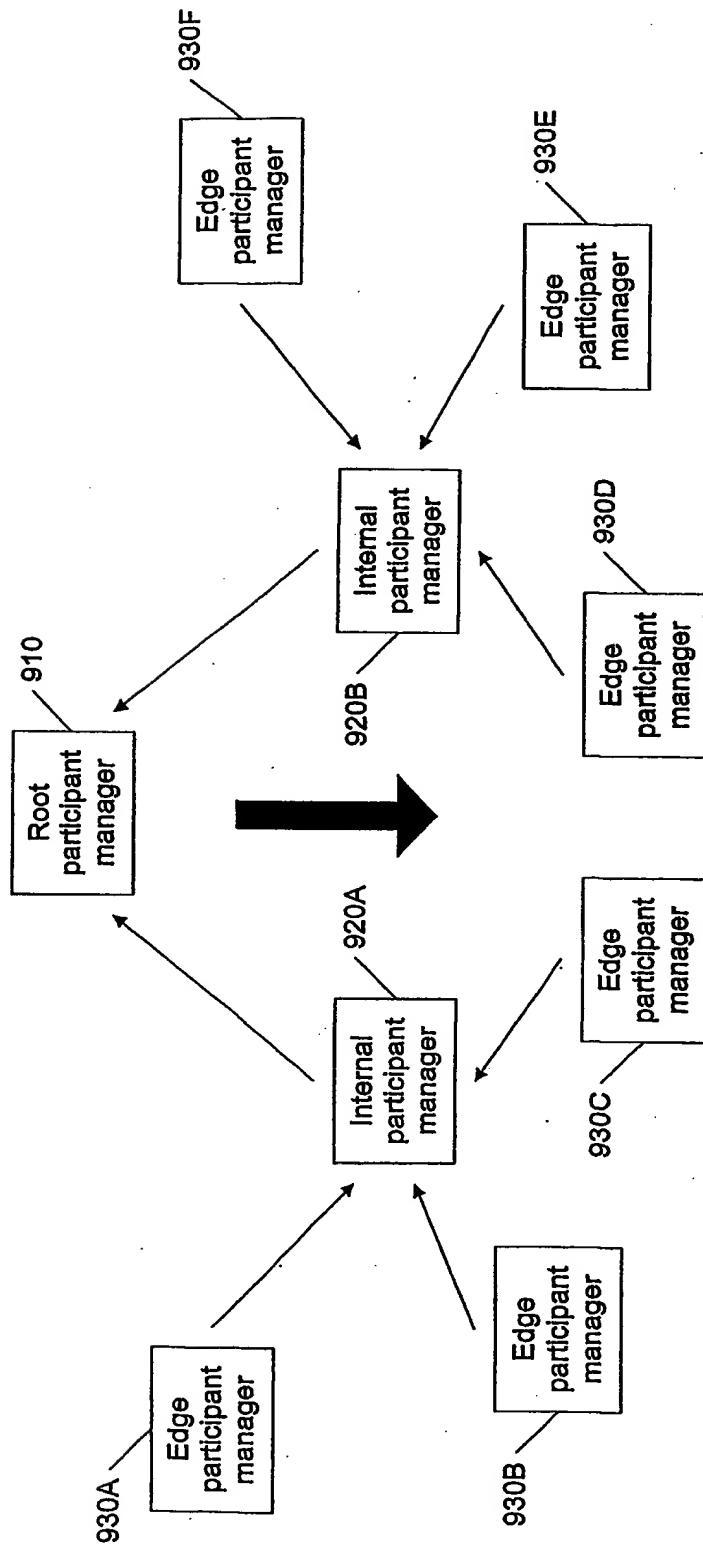 Root
participant
manager
910
Internal
participant
manager
920A
Internal
participant
manager
920B
Edge
participant
manager
930A
Edge
participant
manager
930B
Edge
participant
manager
930C
Edge
participant
manager
930D
Edge
participant
manager
930E
Edge
participant
manager
930F